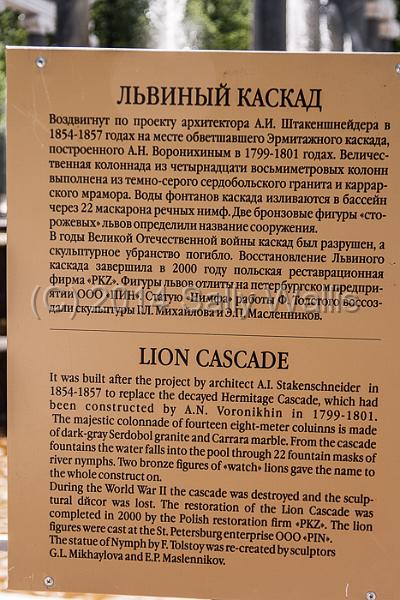 ЛЬВИНЫЙ КАСКАД
Воздвигнут по проекту архитектора А.И. Штакеншнейдера в
1854-1857 годах на месте обветшавшего Эрмитажного каскада,
построенного А.Н. Воронихиным в 1799-1801 годах. Величес-
твенная колоннада из четырнадцати восьмиметровых колонн
выполнена из темно-серого сердобольского гранита и каррар-
ского мрамора. Воды фонтанов каскада изливаются в бассейн
через 22 маскарона речных нимф. Две бронзовые фигуры «сто-
рожевых» львов определили название сооружения.
В годы Великой Отечественной войны каскад был разрушен, а
скульптурное убранство погибло. Восстановление Львиного
каскада завершила в 2000 году польская реставрационная
фирма «PKZ». Фигуры львов отлиты на петербургском предпри-
ятии ООО «ПИН». Статую «Нимфа» работы Ф. Толстого воссоз-
дали скульпторы Г.Л. Михайлова и Э.П. Масленников.
(C) 2014 Sally Wallis
LION CASCADE
It was built after the project by architect A.I. Stakenschneider in
1854-1857 to replace the decayed Hermitage Cascade, which had
been constructed by A.N. Voronikhin in 1799-1801.
The majestic colonnade of fourteen eight-meter coluinns is made
of dark-gray Serdobol granite and Carrara marble. From the cascade
fountains the water falls into the pool through 22 fountain masks of
river nymphs. Two bronze figures of «watch» lions gave the name to
the whole construct on.
During the World War II the cascade was destroyed and the sculp-
tural dйcor was lost. The restoration of the Lion Cascade was
completed in 2000 by the Polish restoration firm «PKZ». The lion
figures were cast at the St. Petersburg enterprise OOO «PIN».
The statue of Nymph by F. Tolstoy was re-created by sculptors
G.L. Mikhaylova and E.P. Maslennikov.